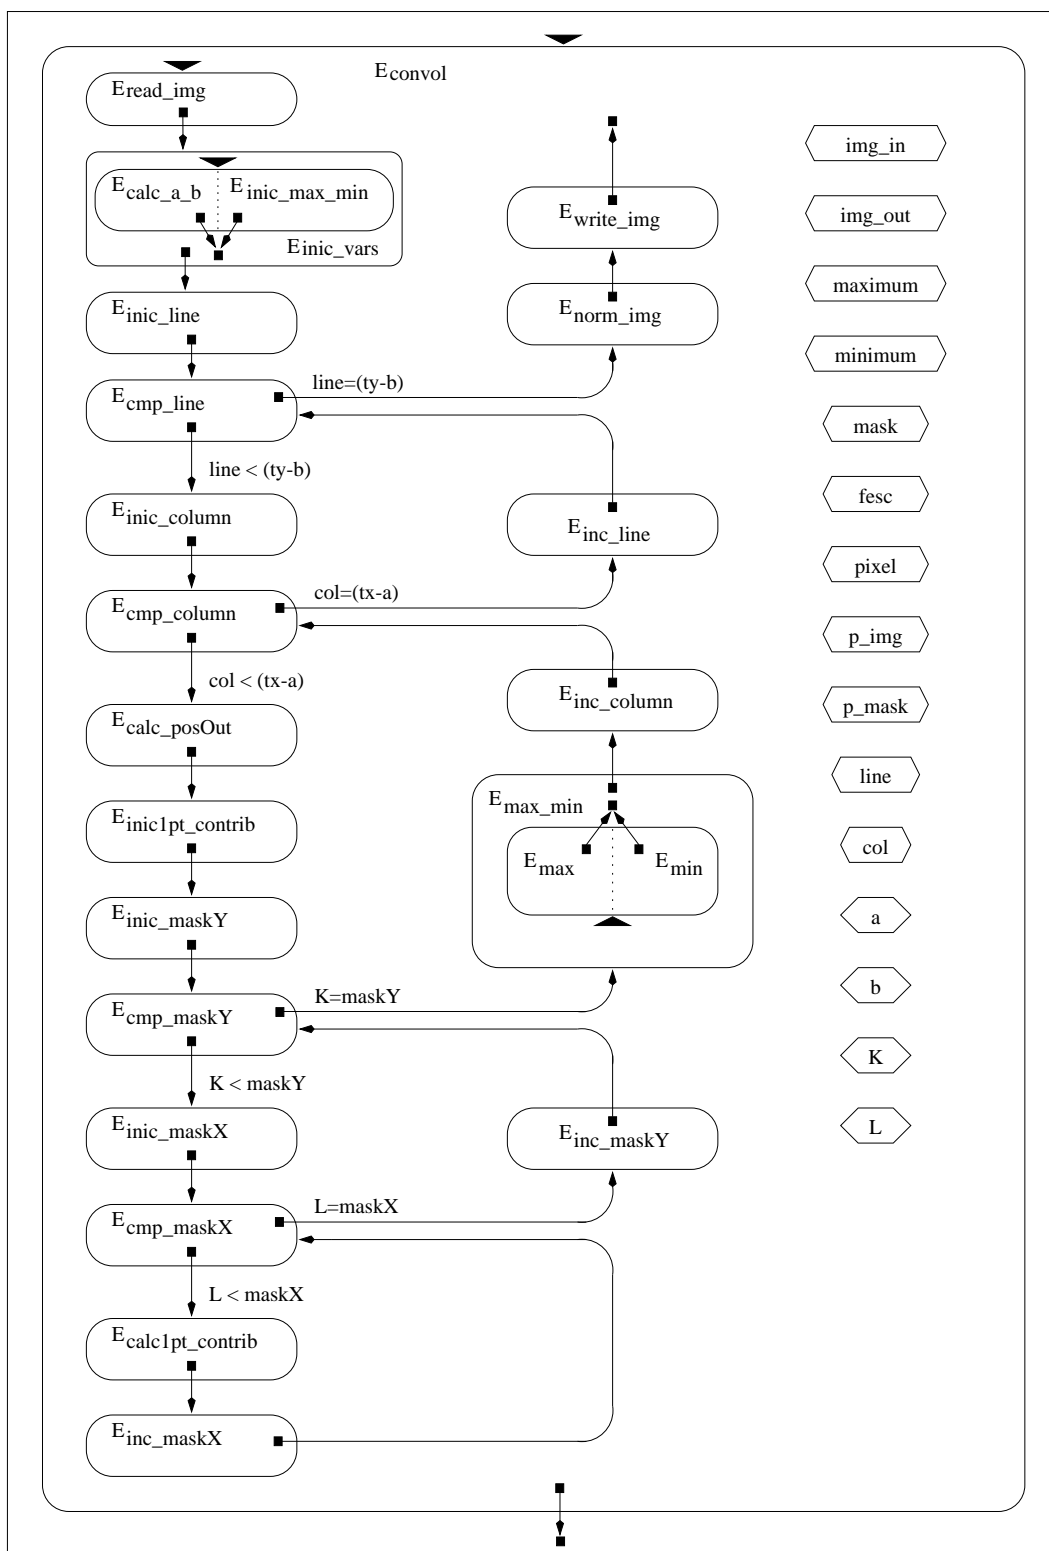 Econvol
Eread_img
Ecalc_a_b
Einic_max_min
Einic_vars
Einic_line
Ecmp_line
line=(ty-b)
line < (ty-b)
Einic_column
Ecmp_column
col=(tx-a)
col < (tx-a)
Ecalc_posOut
Einic1pt_contrib
Einic_maskY
Ecmp_maskY
K=maskY
K < maskY
Einic_maskX
Ecmp_maskX
L=maskX
L < maskX
Ecalc1pt_contrib
Einc_maskX
Ewrite_img
Enorm_img
Einc_line
Einc_column
Emax_min
Emax
Emin
Einc_maskY
img_in
img_out
maximum
minimum
mask
fesc
pixel
p_img
p_mask
line
col
a
b
K
L